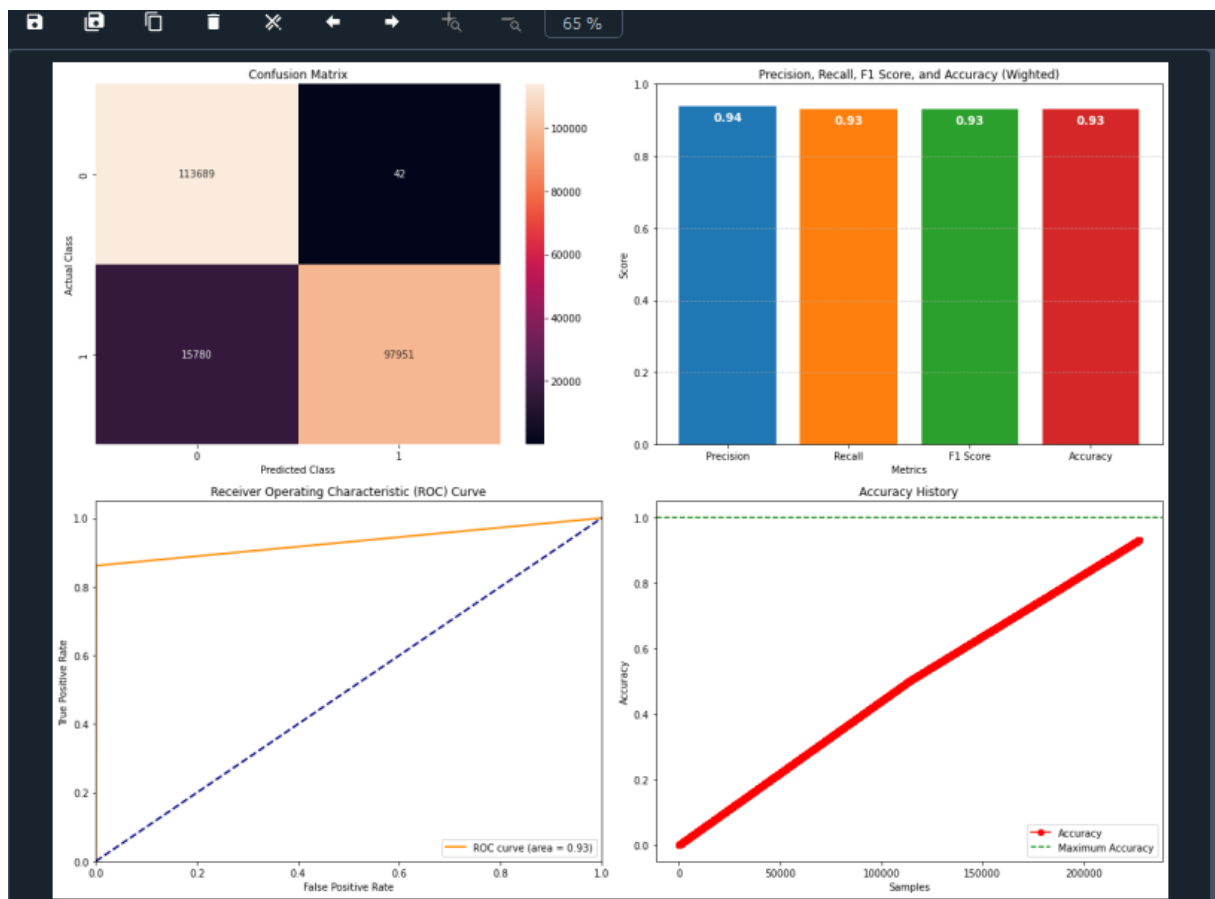 65 %
Confusion Matrix
0
1
Actual Class
113689
42
15780
97951
0
1
Predicted Class
100000
80000
60000
40000
20000
Precision, Recall, F1 Score, and Accuracy (Wighted)
1.0
0.8
0.6
0.4
0.2
0.0
Score
0.94
0.93
0.93
0.93
Precision
Recall
F1 Score
Accuracy
Metrics
Receiver Operating Characteristic (ROC) Curve
1.0
0.8
0.6
0.4
0.2
0.0
True Positive Rate
ROC curve (area = 0.93)
0.0
0.2
0.4
0.6
0.8
1.0
False Positive Rate
Accuracy History
1.0
0.8
0.6
0.4
0.2
0.0
Accuracy
Accuracy
Maximum Accuracy
0
50000
100000
150000
200000
Samples